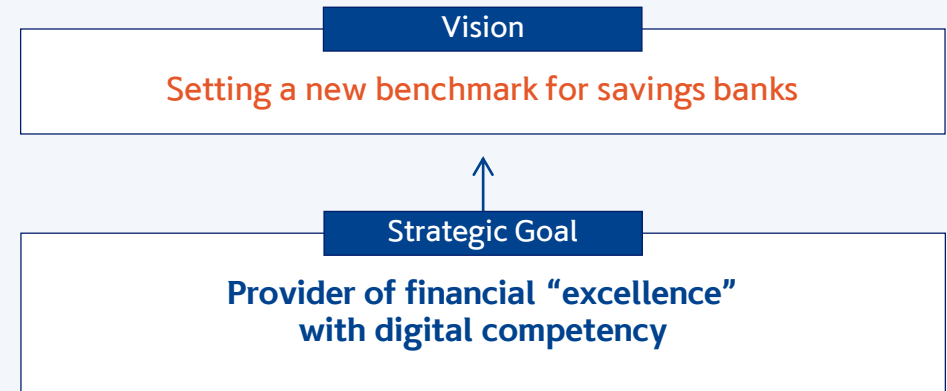 Vision
Setting a new benchmark for savings banks
Strategic Goal
Provider of financial “excellence”
with digital competency